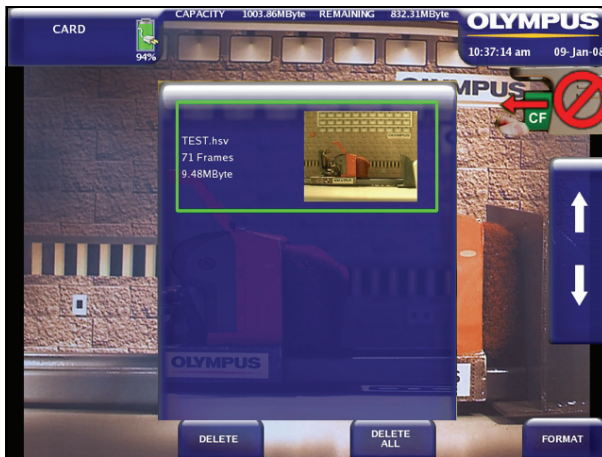 CARD
94%
CAPACITY 1003.86MByte REMAINING 832.31MByte
OLYMPUS
10:37:14 am 09-Jan-08
MPUS
CF
TEST.hsv
71 Frames
9.48MByte
OLYMPUS
DELETE
DELETE
ALL
FORMAT